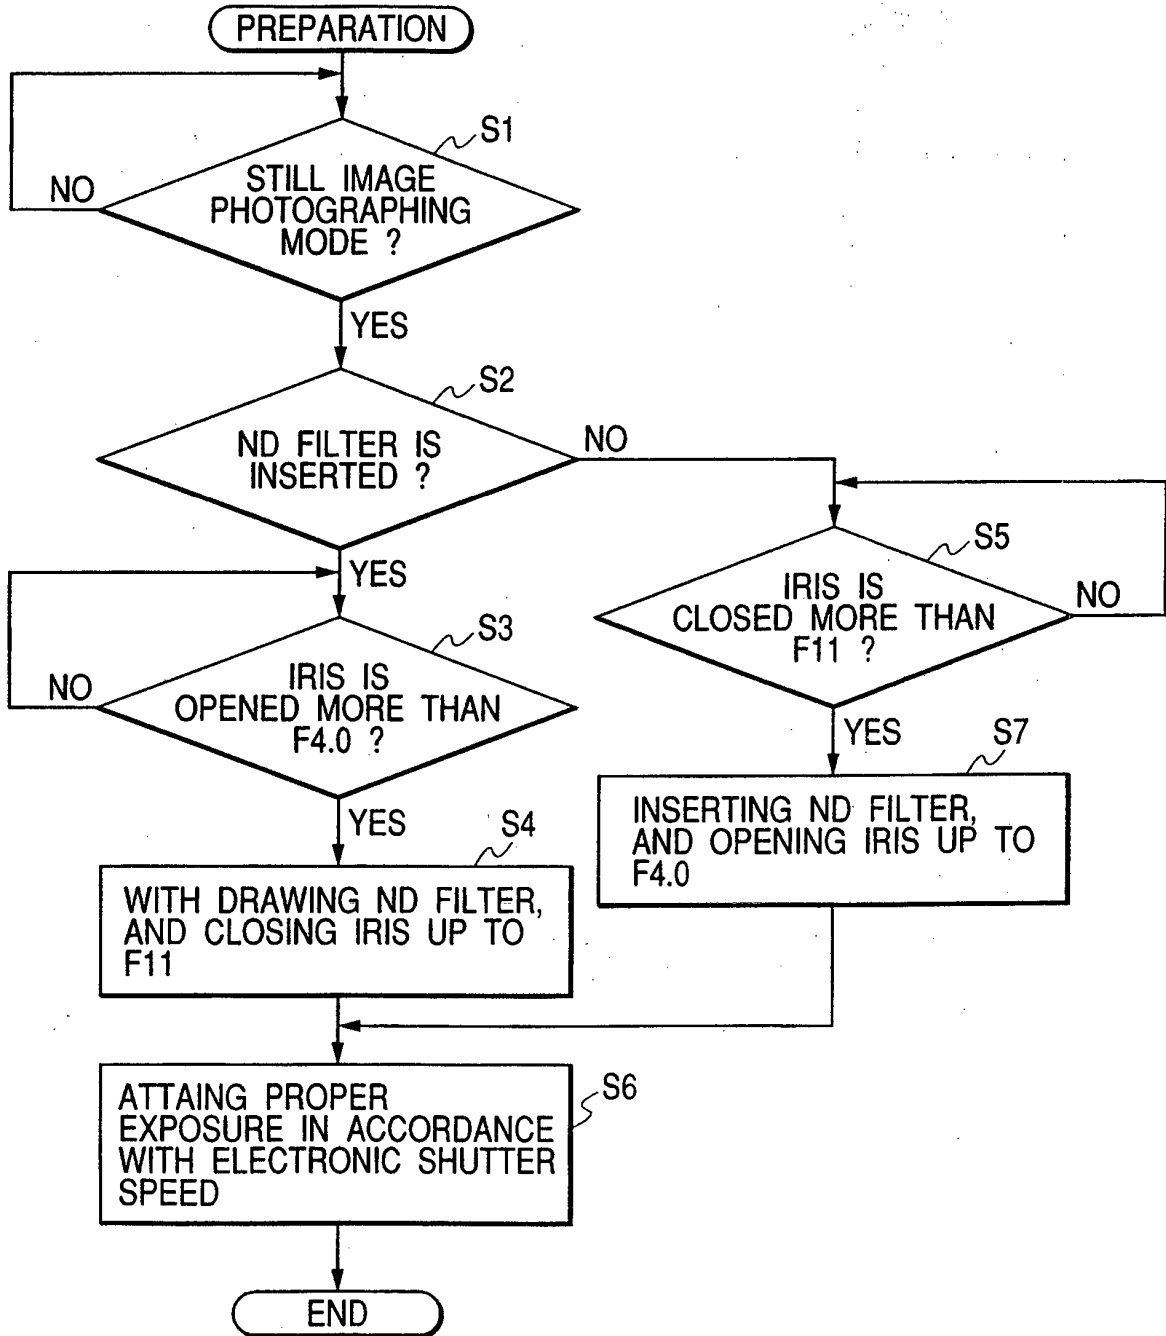 PREPARATION
S1
STILL IMAGE
PHOTOGRAPHING
MODE ?
NO
YES
S2
ND FILTER IS
INSERTED ?
NO
YES
S3
IRIS IS
OPENED MORE THAN
F4.0 ?
NO
YES
S4
WITH DRAWING ND FILTER,
AND CLOSING IRIS UP TO
F11
S5
IRIS IS
CLOSED MORE THAN
F11 ?
NO
YES
S7
INSERTING ND FILTER,
AND OPENING IRIS UP TO
F4.0
S6
ATTAING PROPER
EXPOSURE IN ACCORDANCE
WITH ELECTRONIC SHUTTER
SPEED
END